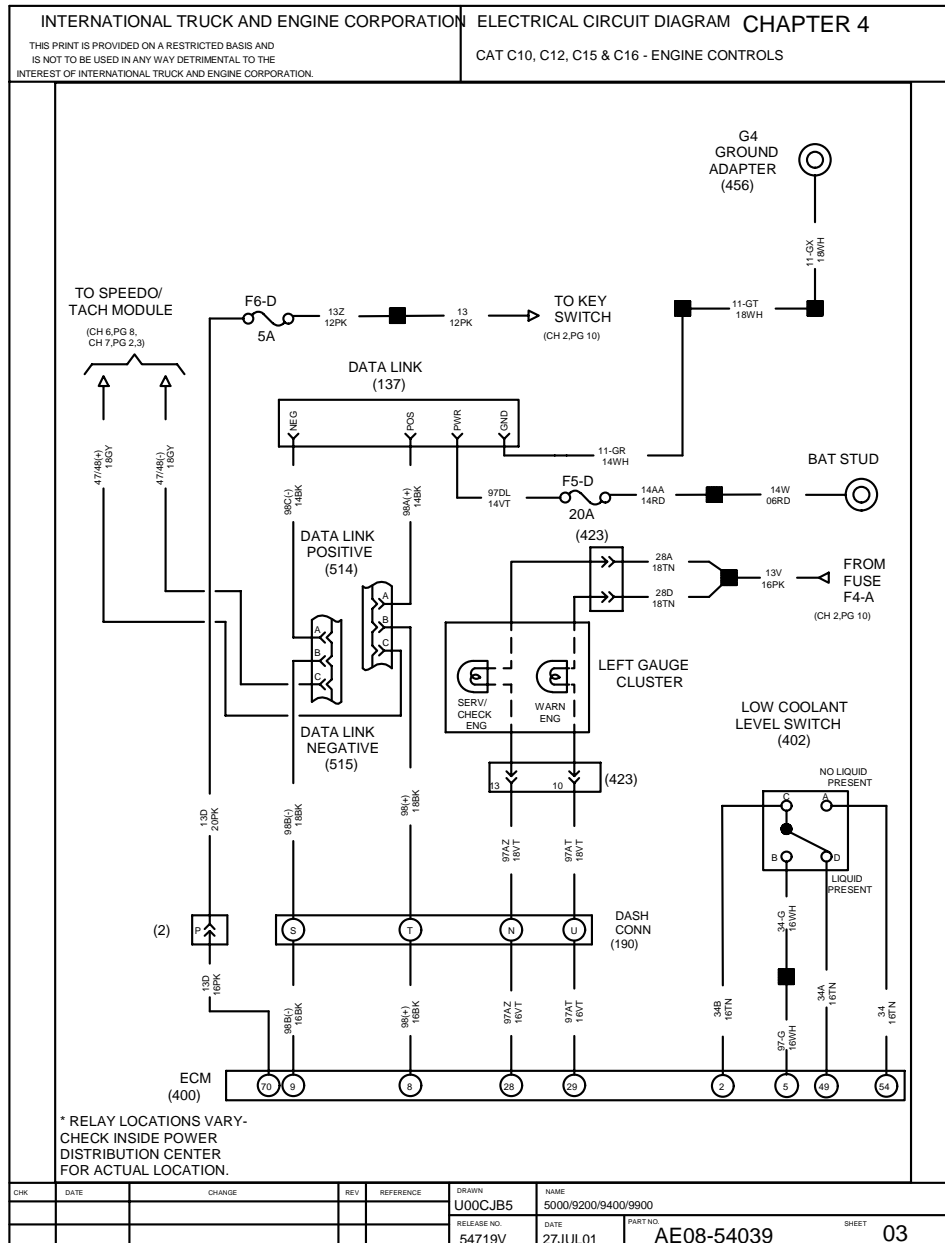 INTERNATIONAL TRUCK AND ENGINE CORPORATION
THIS PRINT IS PROVIDED ON A RESTRICTED BASIS AND
IS NOT TO BE USED IN ANY WAY DETRIMENTAL TO THE
INTEREST OF INTERNATIONAL TRUCK AND ENGINE CORPORATION.
ELECTRICAL CIRCUIT DIAGRAM CHAPTER 4
CAT C10, C12, C15 & C16 - ENGINE CONTROLS
G4
GROUND
ADAPTER
(456)
11-GX
18WH
TO SPEEDO/
TACH MODULE
(CH 6,PG 8,
CH 7,PG 2,3)
F6-D
5A
13Z
12PK
13
12PK
TO KEY
SWITCH
(CH 2,PG 10)
11-GT
18WH
DATA LINK
(137)
NEG
POS
PWR
GND
47/48(+)
18GY
47/48(-)
18GY
11-GR
14WH
BAT STUD
98C(-)
14BK
98A(+)
14BK
97DL
14VT
F5-D
20A
14AA
14RD
14W
06RD
DATA LINK
POSITIVE
(514)
(423)
28A
18TN
28D
18TN
13V
16PK
FROM
FUSE
F4-A
(CH 2,PG 10)
A
B
C
A
B
C
SERV/
CHECK
ENG
WARN
ENG
LEFT GAUGE
CLUSTER
DATA LINK
NEGATIVE
(515)
LOW COOLANT
LEVEL SWITCH
(402)
13
10
(423)
NO LIQUID
PRESENT
C
A
B
D
LIQUID
PRESENT
13D
20PK
98B(-)
18BK
98(+)
18BK
97AZ
18VT
97AT
18VT
(2)
P
S
T
N
U
DASH
CONN
(190)
34-G
16WH
13D
16PK
98B(-)
16BK
98(+)
16BK
97AZ
16VT
97AT
16VT
34B
16TN
97-G
16WH
34A
16TN
34
16TN
ECM
(400)
70
9
8
28
29
2
5
49
54
* RELAY LOCATIONS VARY-
CHECK INSIDE POWER
DISTRIBUTION CENTER
FOR ACTUAL LOCATION.
CHK
DATE
CHANGE
REV
REFERENCE
DRAWN
U00CJB5
NAME
5000/9200/9400/9900
RELEASE NO.
54719V
DATE
27JUL01
PART NO.
AE08-54039
SHEET
03